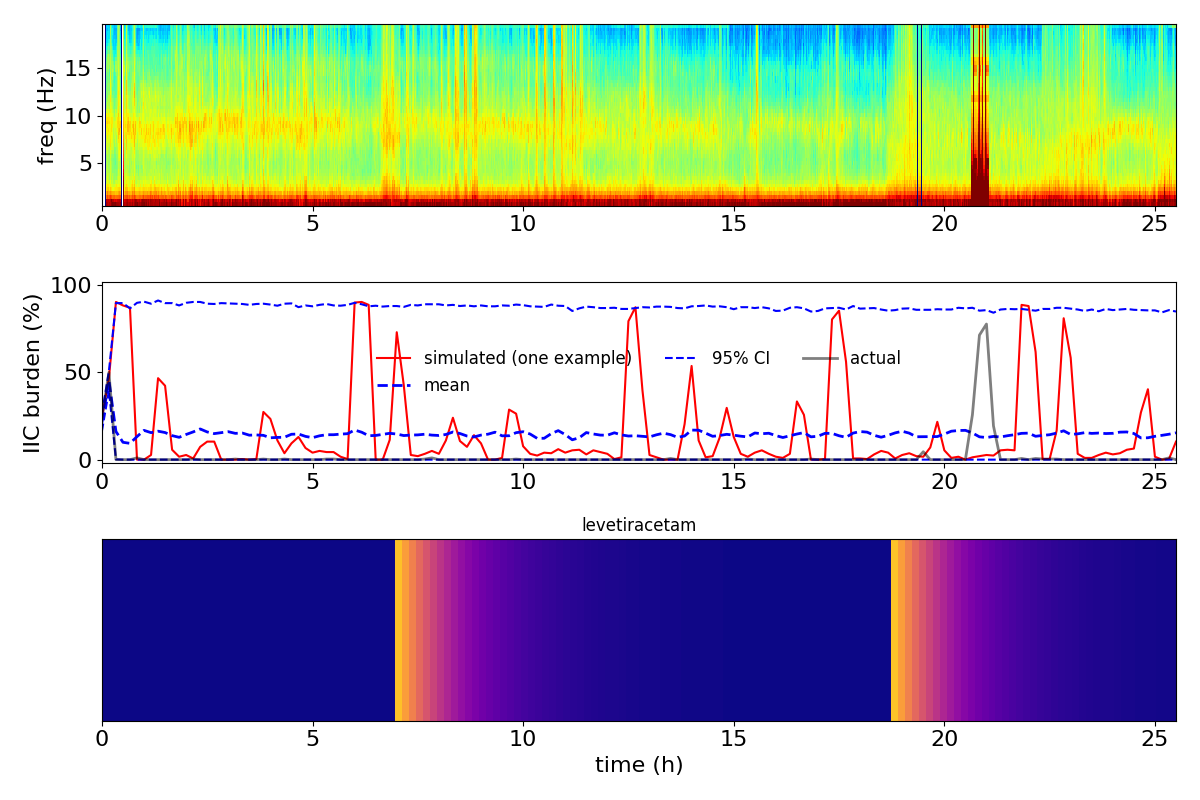 freq (Hz)
15
10
5
0 5 10 15 20 25
IIC burden (%)
100
50
0
simulated (one example) 95% CI actual
mean
0 5 10 15 20 25
levetiracetam
0 5 10 15 20 25
time (h)